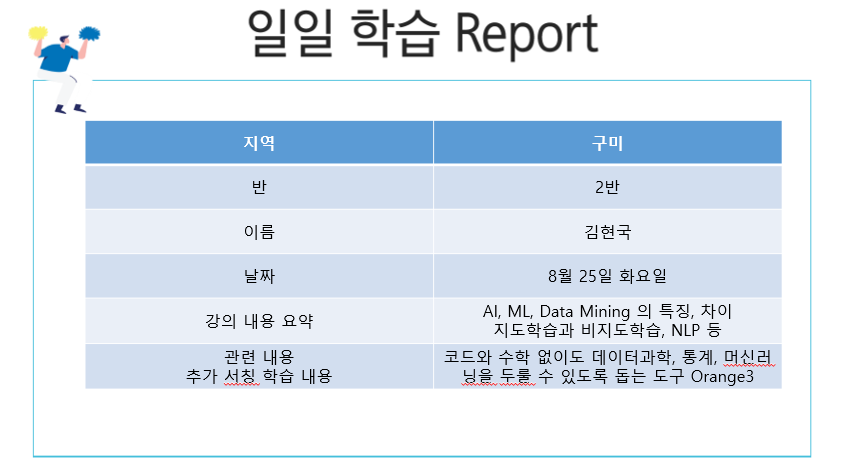 일일 학습 Report
지역 구미
반 2반
이름 김현국
날짜 8월 25일 화요일
강의 내용 요약
AI, ML, Data Mining 의 특징, 차이
지도학습과 비지도학습, NLP 등
관련 내용
추가 서칭 학습 내용
코드와 수학 없이도 데이터과학, 통계, 머신러
닝을 두룰 수 있도록 돕는 도구 Orange3